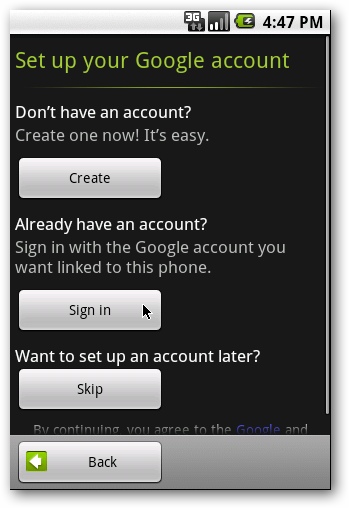 3G 4:47 PM
Set up your Google account
Don't have an account?
Create one now! It's easy.
Create
Already have an account?
Sign in with the Google account you
want linked to this phone.
Sign in
Want to set up an account later?
Skip
By continuing, you agree to the Google and
Back